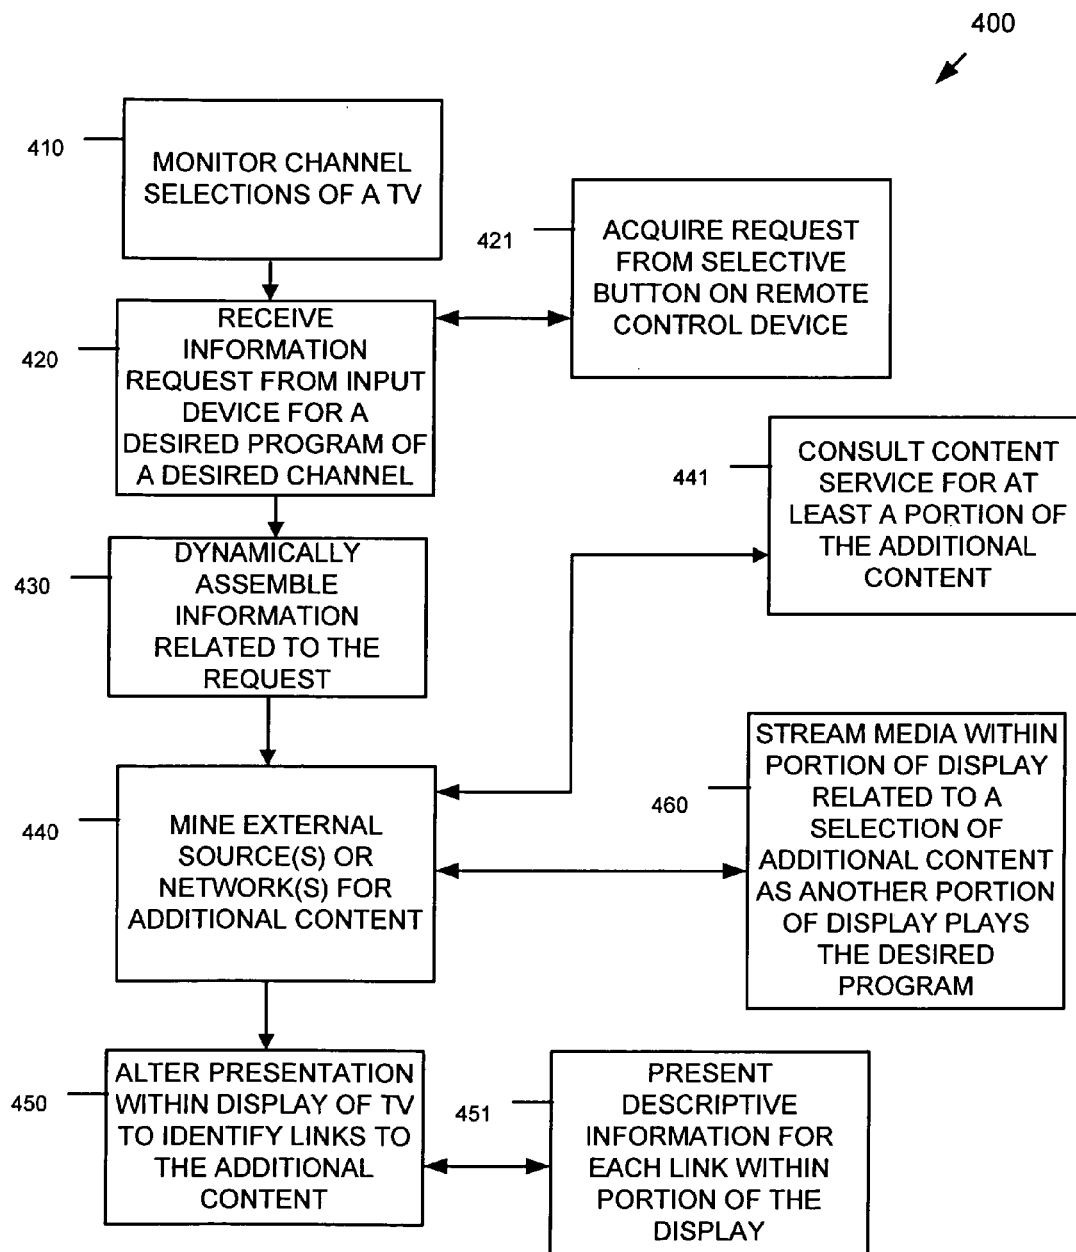 400
410
MONITOR CHANNEL
SELECTIONS OF A TV
421
ACQUIRE REQUEST
FROM SELECTIVE
BUTTON ON REMOTE
CONTROL DEVICE
420
RECEIVE
INFORMATION
REQUEST FROM INPUT
DEVICE FOR A
DESIRED PROGRAM OF
A DESIRED CHANNEL
441
CONSULT CONTENT
SERVICE FOR AT
LEAST A PORTION OF
THE ADDITIONAL
CONTENT
430
DYNAMICALLY
ASSEMBLE
INFORMATION
RELATED TO THE
REQUEST
460
STREAM MEDIA WITHIN
PORTION OF DISPLAY
RELATED TO A
SELECTION OF
ADDITIONAL CONTENT
AS ANOTHER PORTION
OF DISPLAY PLAYS
THE DESIRED
PROGRAM
440
MINE EXTERNAL
SOURCE(S) OR
NETWORK(S) FOR
ADDITIONAL CONTENT
450
ALTER PRESENTATION
WITHIN DISPLAY OF TV
TO IDENTIFY LINKS TO
THE ADDITIONAL
CONTENT
451
PRESENT
DESCRIPTIVE
INFORMATION FOR
EACH LINK WITHIN
PORTION OF THE
DISPLAY